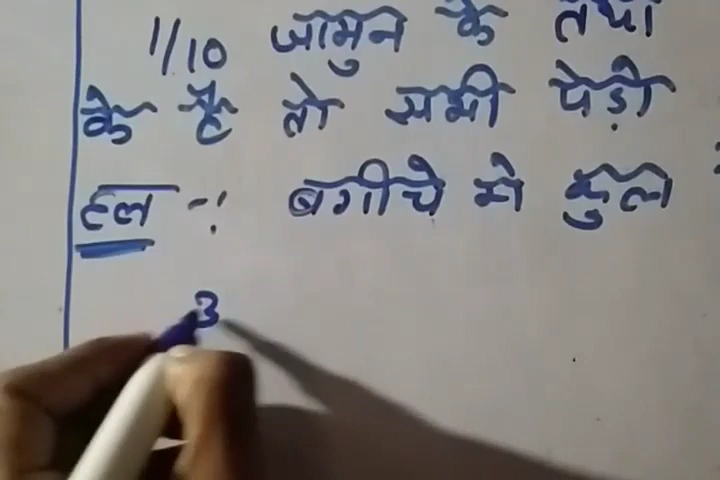 1/10 जामुन के तथा
के है तो सभी पेड़ो
हल :- बगीचे मे कुल
3